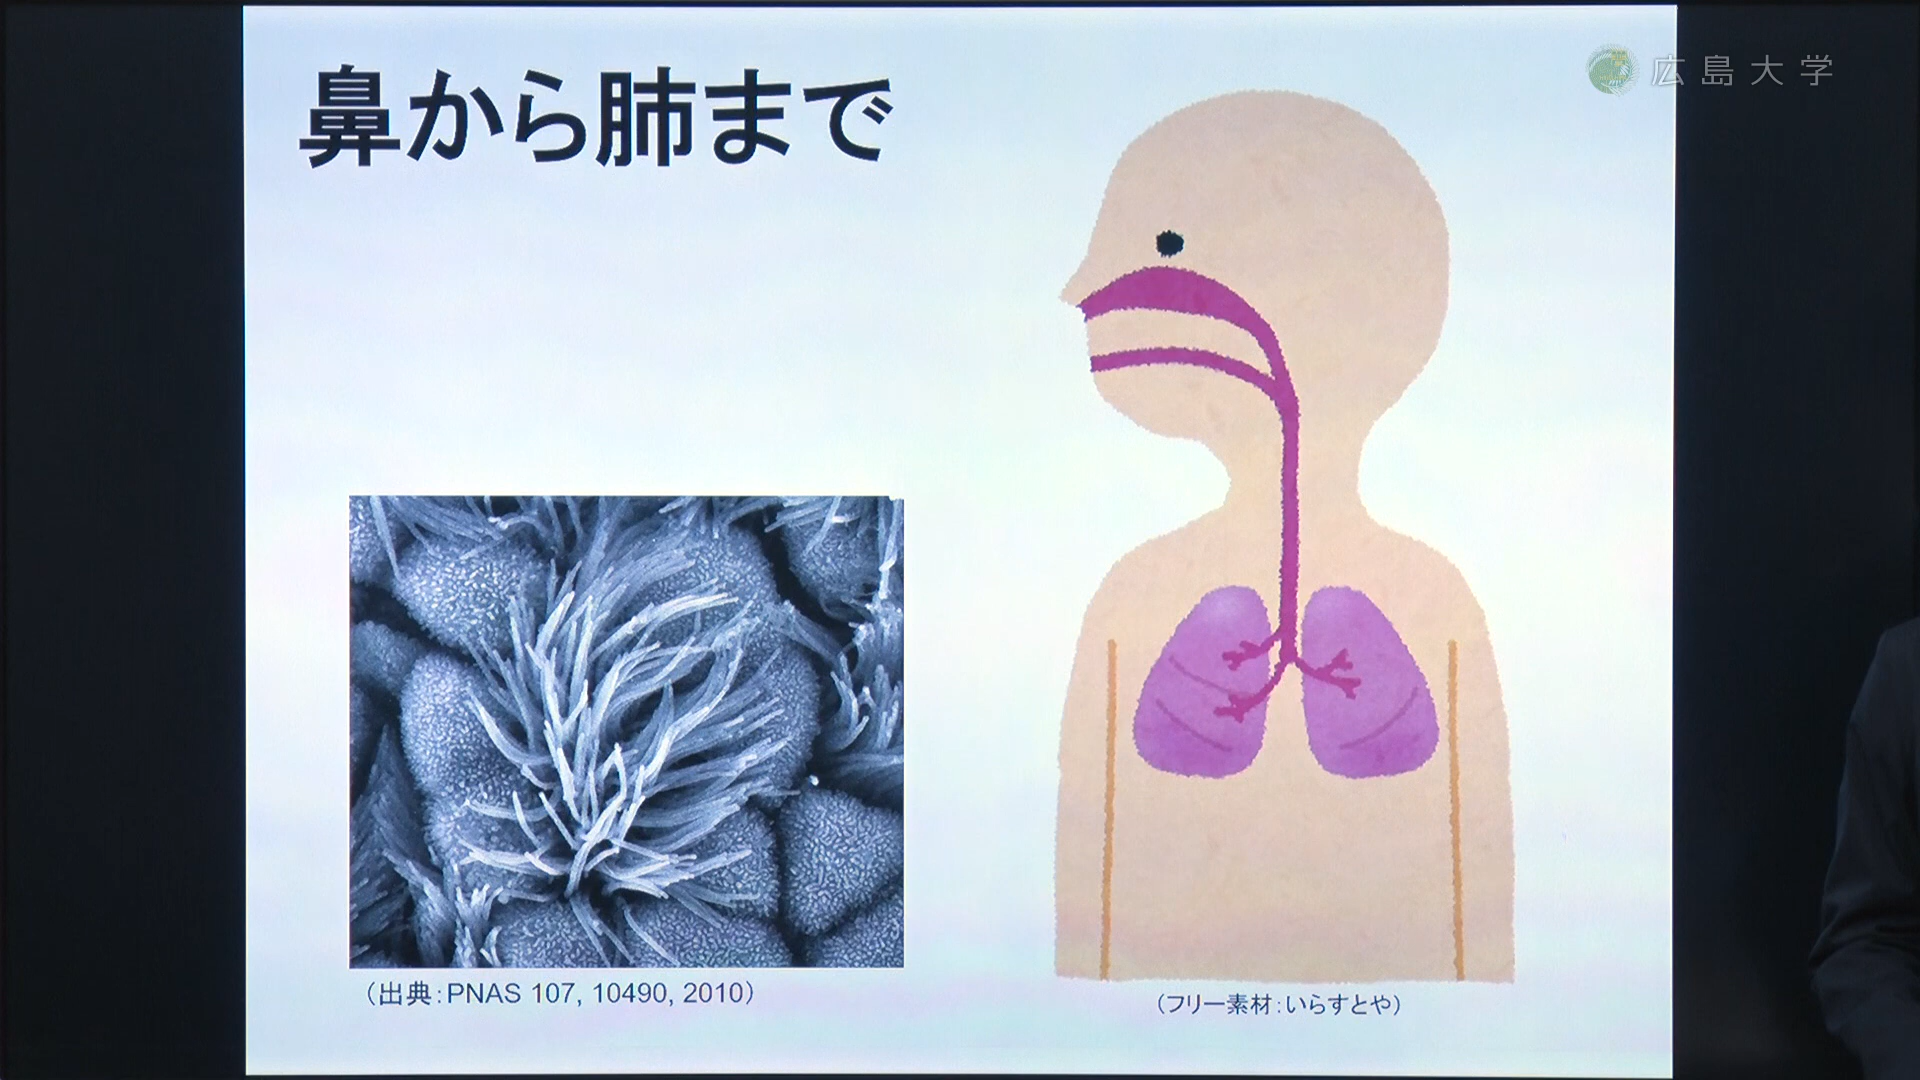 広島大学
鼻から肺まで
（出典：PNAS 107, 10490, 2010）
（フリー素材：いらすとや）